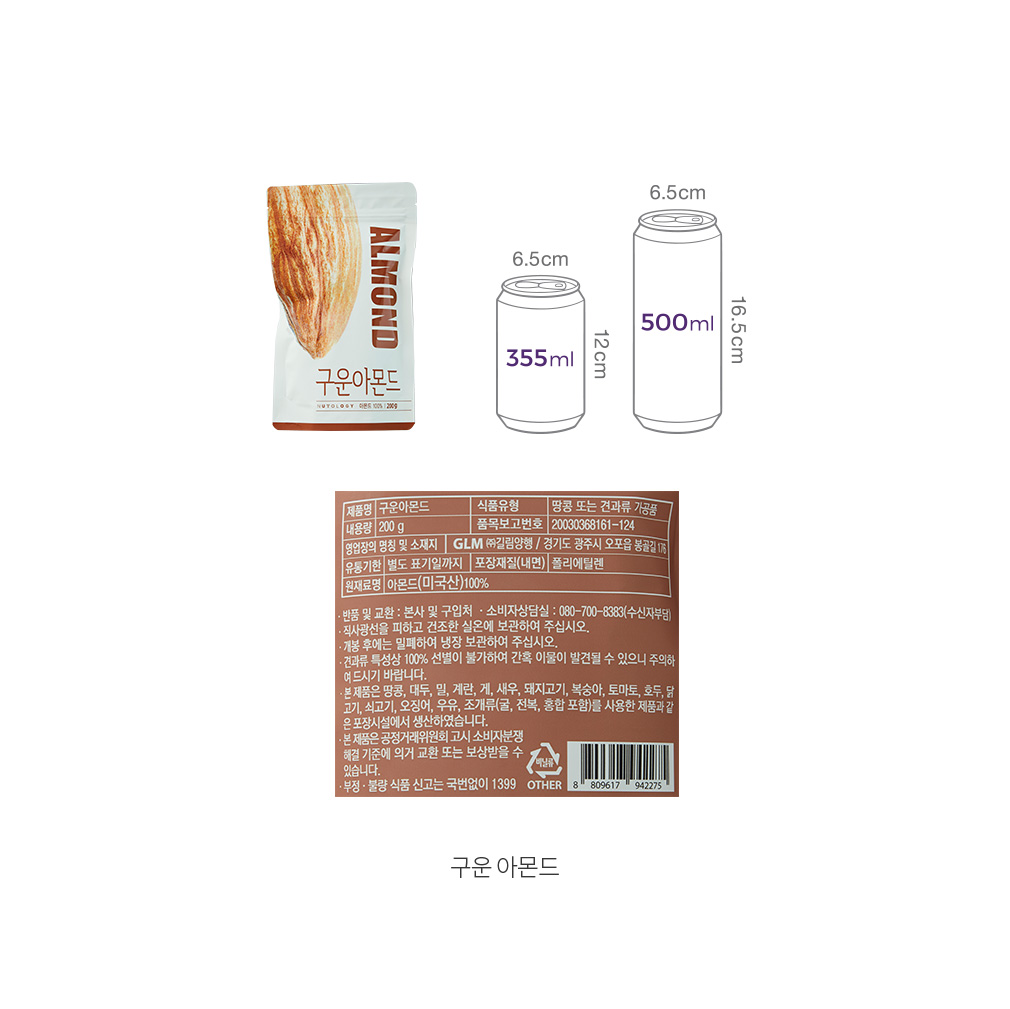 ALMOND
구운아몬드
NUTOLOGY | 아몬드 100% | 200g
6.5cm
355ml
12cm
6.5cm
500ml
16.5cm
제품명 구운아몬드 식품유형 땅콩 또는 견과류 가공품
내용량 200 g 품목보고번호 20030368161-124
영업장의 명칭 및 소재지 GLM ㈜길림양행 / 경기도 광주시 오포읍 봉골길 176
유통기한 별도 표기일까지 포장재질(내면) 폴리에틸렌
원재료명 아몬드(미국산)100%
· 반품 및 교환 : 본사 및 구입처 · 소비자상담실 : 080-700-8383(수신자부담)
· 직사광선을 피하고 건조한 실온에 보관하여 주십시오.
· 개봉 후에는 밀폐하여 냉장 보관하여 주십시오.
· 견과류 특성상 100% 선별이 불가하여 간혹 이물이 발견될 수 있으니 주의하
여 드시기 바랍니다.
· 본 제품은 땅콩, 대두, 밀, 계란, 게, 새우, 돼지고기, 복숭아, 토마토, 호두, 닭
고기, 쇠고기, 오징어, 우유, 조개류(굴, 전복, 홍합 포함)를 사용한 제품과 같
은 포장시설에서 생산하였습니다.
· 본 제품은 공정거래위원회 고시 소비자분쟁
해결 기준에 의거 교환 또는 보상받을 수
있습니다.
· 부정 · 불량 식품 신고는 국번없이 1399
비닐류
OTHER
8 809617 942275
구운 아몬드